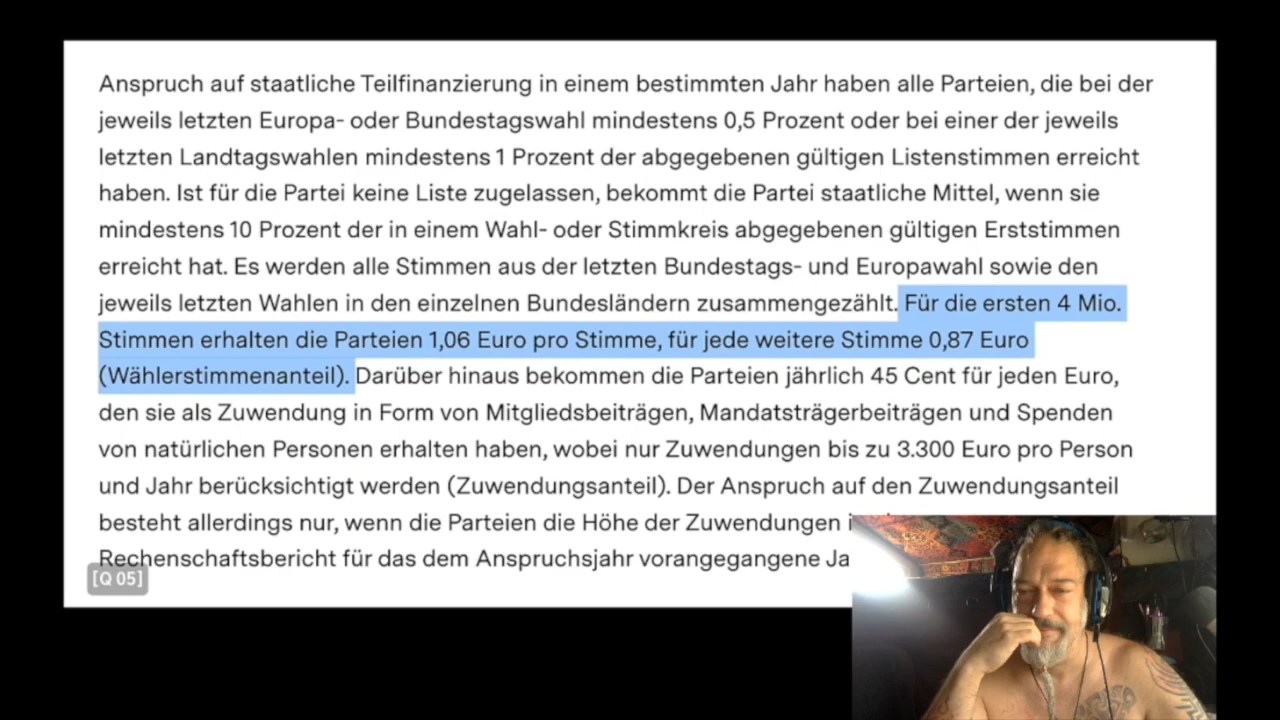 Anspruch auf staatliche Teilfinanzierung in einem bestimmten Jahr haben alle Parteien, die bei der
jeweils letzten Europa- oder Bundestagswahl mindestens 0,5 Prozent oder bei einer der jeweils
letzten Landtagswahlen mindestens 1 Prozent der abgegebenen gültigen Listenstimmen erreicht
haben. Ist für die Partei keine Liste zugelassen, bekommt die Partei staatliche Mittel, wenn sie
mindestens 10 Prozent der in einem Wahl- oder Stimmkreis abgegebenen gültigen Erststimmen
erreicht hat. Es werden alle Stimmen aus der letzten Bundestags- und Europawahl sowie den
jeweils letzten Wahlen in den einzelnen Bundesländern zusammengezählt. Für die ersten 4 Mio.
Stimmen erhalten die Parteien 1,06 Euro pro Stimme, für jede weitere Stimme 0,87 Euro
(Wählerstimmenanteil). Darüber hinaus bekommen die Parteien jährlich 45 Cent für jeden Euro,
den sie als Zuwendung in Form von Mitgliedsbeiträgen, Mandatsträgerbeiträgen und Spenden
von natürlichen Personen erhalten haben, wobei nur Zuwendungen bis zu 3.300 Euro pro Person
und Jahr berücksichtigt werden (Zuwendungsanteil). Der Anspruch auf den Zuwendungsanteil
besteht allerdings nur, wenn die Parteien die Höhe der Zuwendungen
Rechenschaftsbericht für das dem Anspruchsjahr vorangegangene Ja
[Q 05]